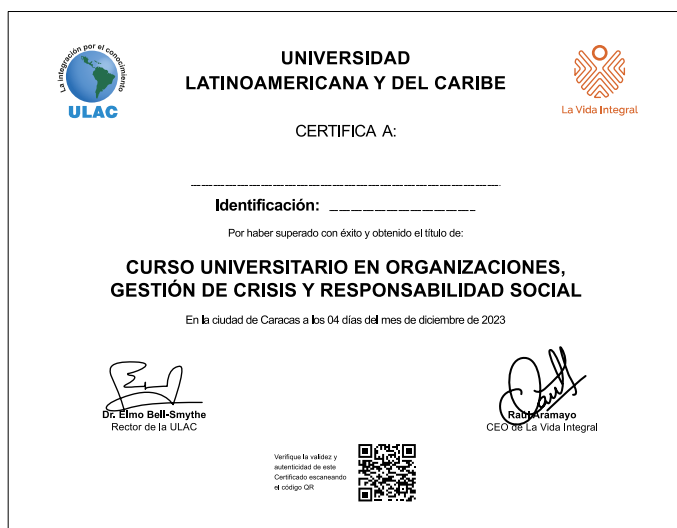 La integración por el conocimiento
ULAC
UNIVERSIDAD
LATINOAMERICANA Y DEL CARIBE
La Vida Integral
CERTIFICA A:
Identificación:
Por haber superado con éxito y obtenido el título de:
CURSO UNIVERSITARIO EN ORGANIZACIONES,
GESTIÓN DE CRISIS Y RESPONSABILIDAD SOCIAL
En la ciudad de Caracas a los 04 días del mes de diciembre de 2023
Dr. Elmo Bell-Smythe
Rector de la ULAC
Raúl Aramayo
CEO de La Vida Integral
Verifique la validez y
autenticidad de este
Certificado escaneando
el código QR